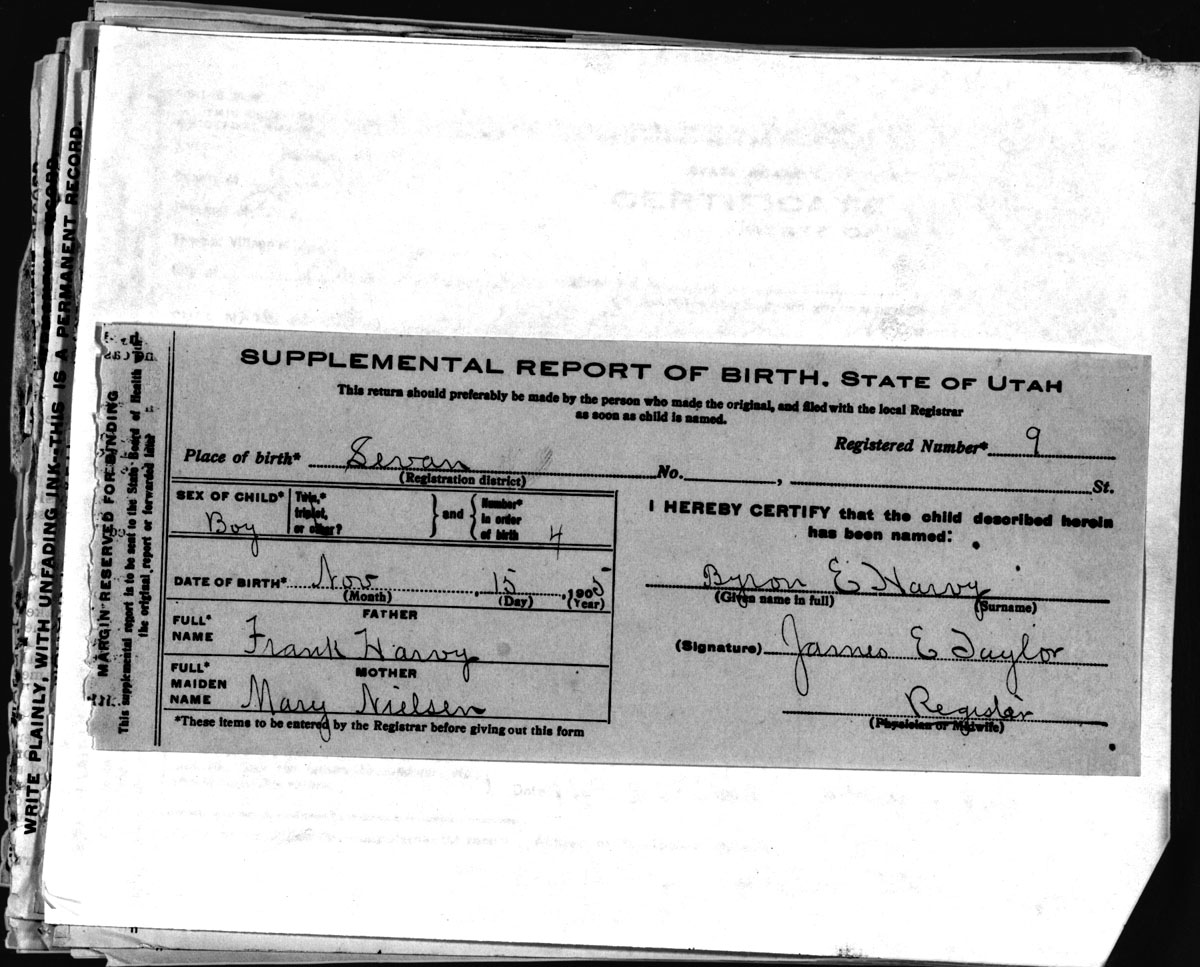 SUPPLEMENTAL REPORT OF BIRTH. STATE OF UTAH
This return should preferably be made by the person who made the original, and filed with the local Registrar
as soon as child is named.
Registered Number* 9
Place of birth* Sevan No. , St.
(Registration district)
SEX OF CHILD* Boy
Twin,*
triplet,
or other?
} and {
Number*
in order
of birth 4
DATE OF BIRTH* Nov 15, 1905
(Month) (Day) (Year)
FATHER
FULL*
NAME Frank Harvy
MOTHER
FULL*
MAIDEN
NAME Mary Nielsen
*These items to be entered by the Registrar before giving out this form
I HEREBY CERTIFY that the child described herein
has been named:
Byron E Harvy
(Given name in full) (Surname)
(Signature) James E Taylor
Registar
(Physician or Midwife)
MARGIN RESERVED FOR BINDING
This supplemental report is to be sent to the State Board of Health with
the original report or forwarded later
WRITE PLAINLY, WITH UNFADING INK--THIS IS A PERMANENT RECORD.